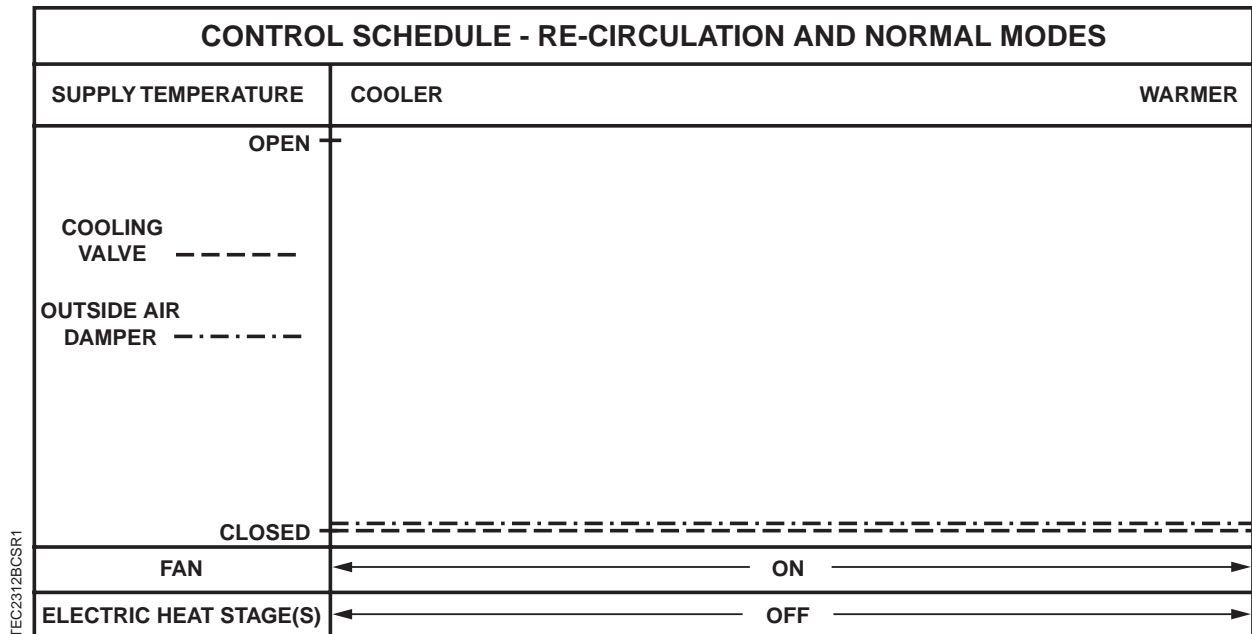 CONTROL SCHEDULE - RE-CIRCULATION AND NORMAL MODES
SUPPLY TEMPERATURE
COOLER
WARMER
OPEN
COOLING
VALVE
OUTSIDE AIR
DAMPER
CLOSED
FAN
ON
ELECTRIC HEAT STAGE(S)
OFF
TEC2312BCSR1